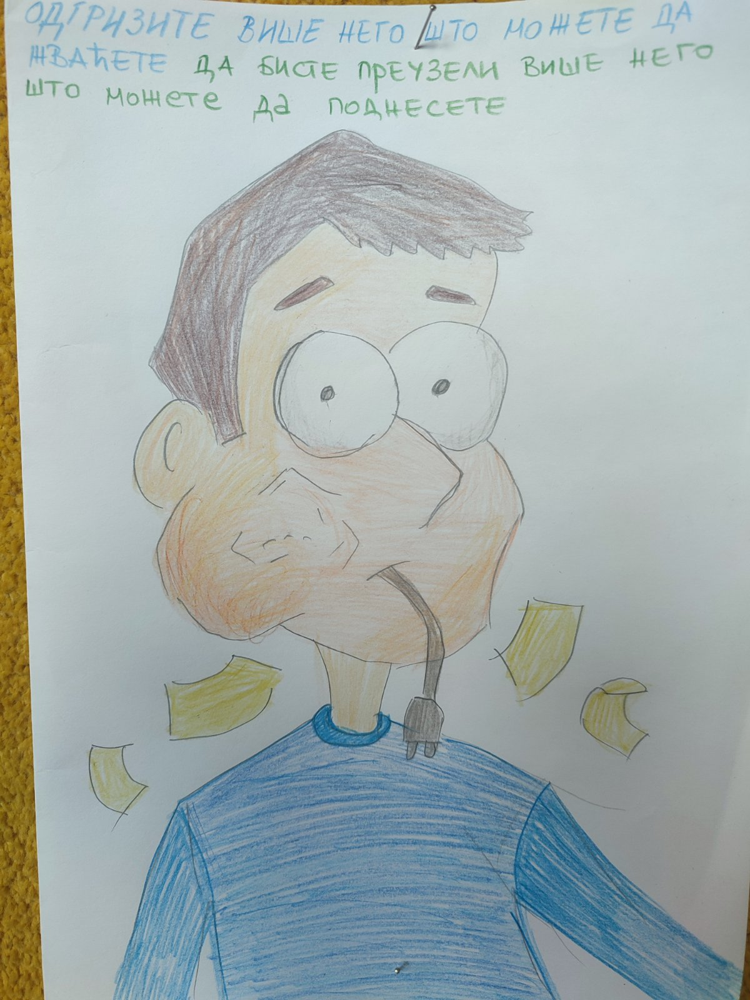 ОДГРИЗИТЕ ВИШЕ НЕГО ШТО МОЖЕТЕ ДА
ЖВАЋЕТЕ ДА БИСТЕ ПРЕУЗЕЛИ ВИШЕ НЕГО
ШТО МОЖЕТЕ ДА ПОДНЕСЕТЕ